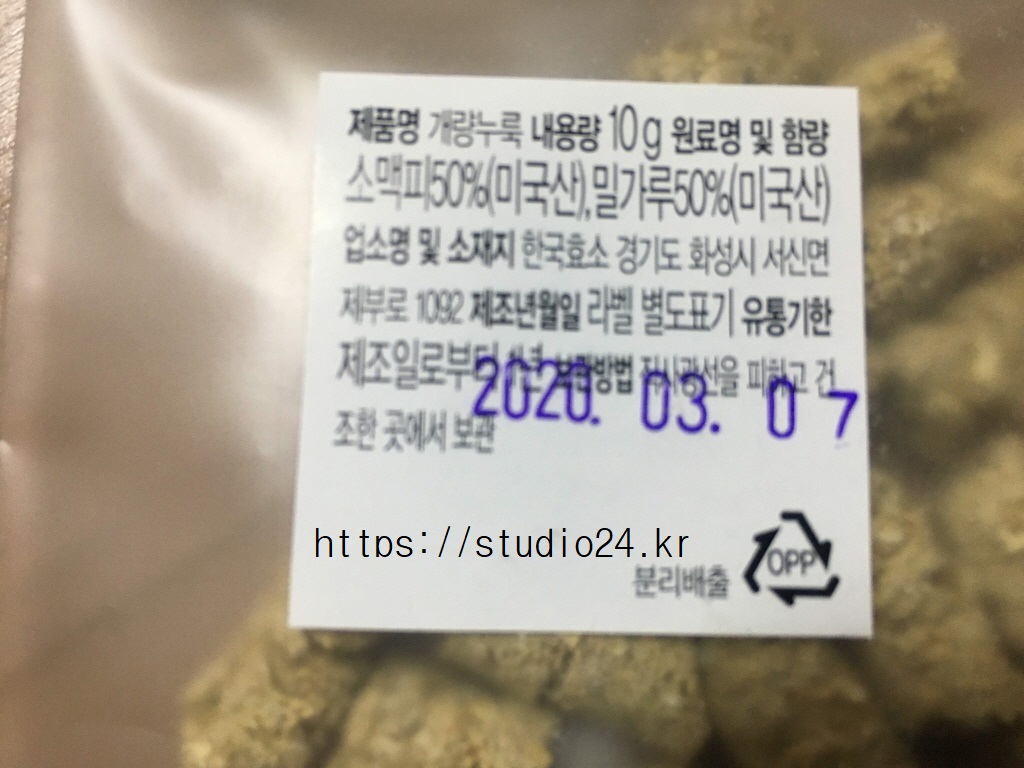 제품명 개량누룩 내용량 10g 원료명 및 함량
소맥피50%(미국산),밀가루50%(미국산)
업소명 및 소재지 한국효소 경기도 화성시 서신면
제부로 1092 제조년월일 라벨 별도표기 유통기한
제조일로부터 보관방법 직사광선을 피하고 건
2020. 03. 07
조한 곳에서 보관
https://studio24.kr
OPP
분리배출